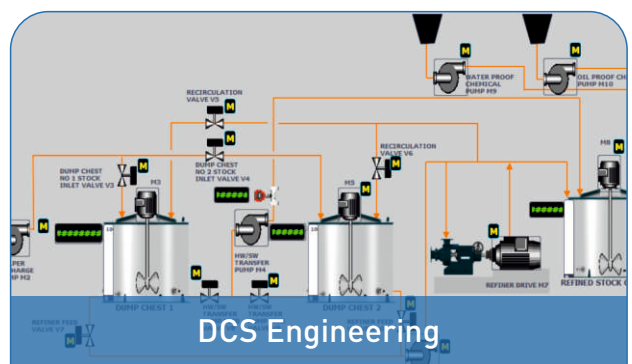 M
M
WATER PROOF
CHEMICAL
PUMP M9
OIL PROOF CH
PUMP M10
RECIRCULATION
VALVE V5
M
M
DUMP CHEST
NO 2 STOCK
INLET VALVE V4
RECIRCULATION
VALVE V6
M
M8
M
DUMP CHEST
NO 1 STOCK
INLET VALVE V3
M
M3
M5
M
M
HW/SW
TRANSFER
PUMP M4
M
REFINER DRIVE M7
REFINED STOCK C
M
M
DUMP CHEST 1
DUMP CHEST 2
REFINER FEED
VALVE V7
M
M
M
DCS Engineering